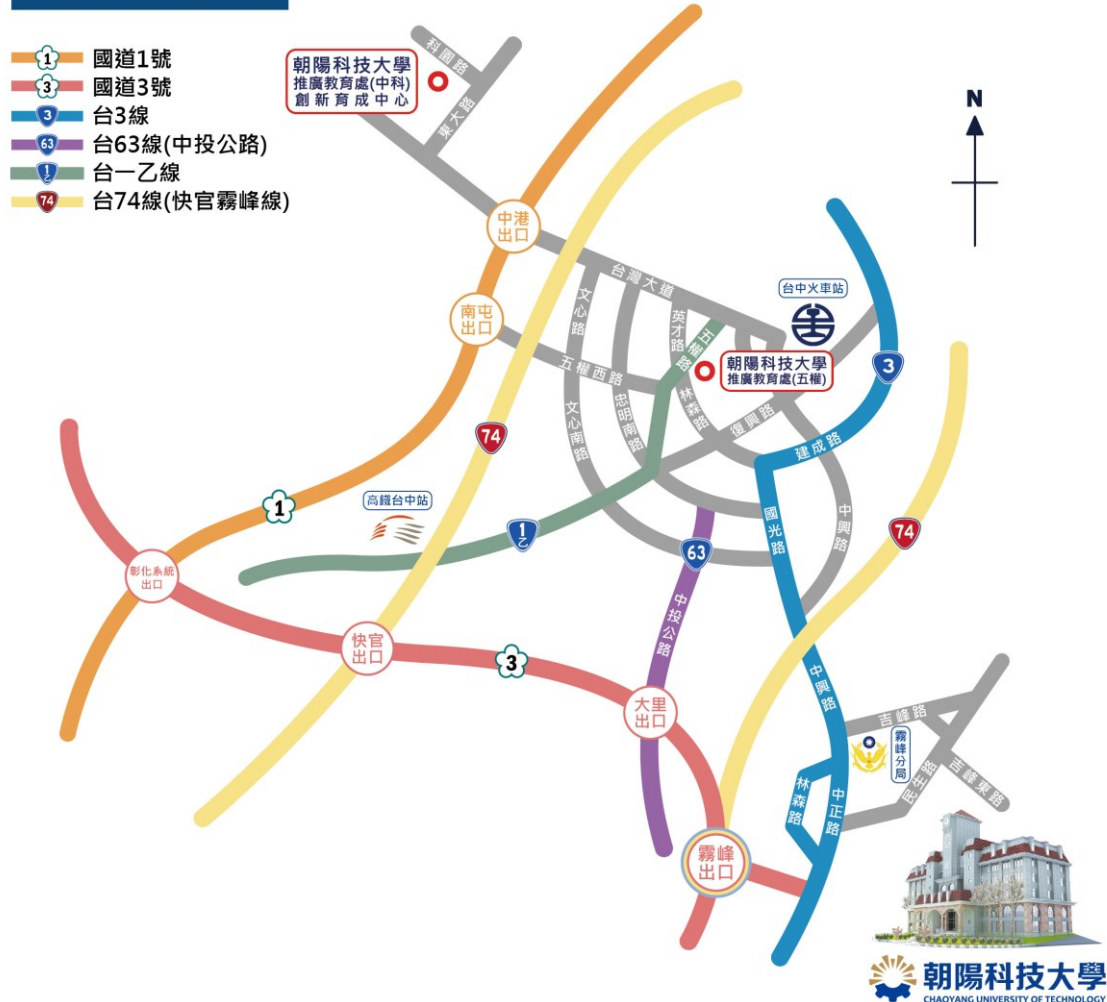 1 國道1號
3 國道3號
3 台3線
63 台63線(中投公路)
1乙 台一乙線
74 台74線(快官霧峰線)
朝陽科技大學
推廣教育處(中科)
創新育成中心
科園路
東大路
N
中港
出口
南屯
出口
台灣大道
文心路
英才路
五權路
台中火車站
朝陽科技大學
推廣教育處(五權)
五權西路
文心南路
忠明南路
林森路
復興路
3
建成路
74
高鐵台中站
1
1乙
國光路
中興路
63
74
彰化系統
出口
中投公路
快官
出口
3
大里
出口
中興路
吉峰路
霧峰分局
民生路
吉峰東路
林森路
中正路
霧峰
出口
朝陽科技大學
CHAOYANG UNIVERSITY OF TECHNOLOGY